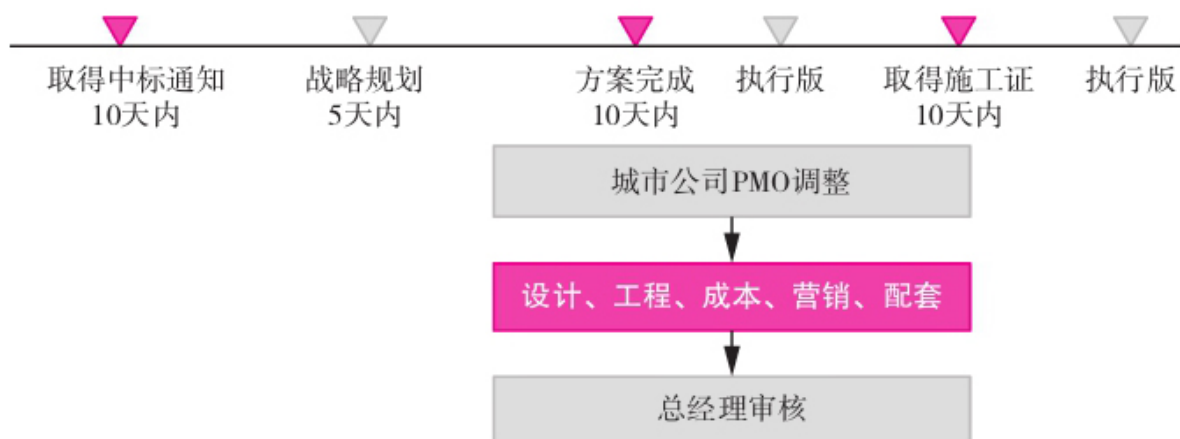 取得中标通知 战略规划 方案完成 执行版 取得施工证 执行版
10天内 5天内 10天内 10天内
城市公司PMO调整
设计、工程、成本、营销、配套
总经理审核